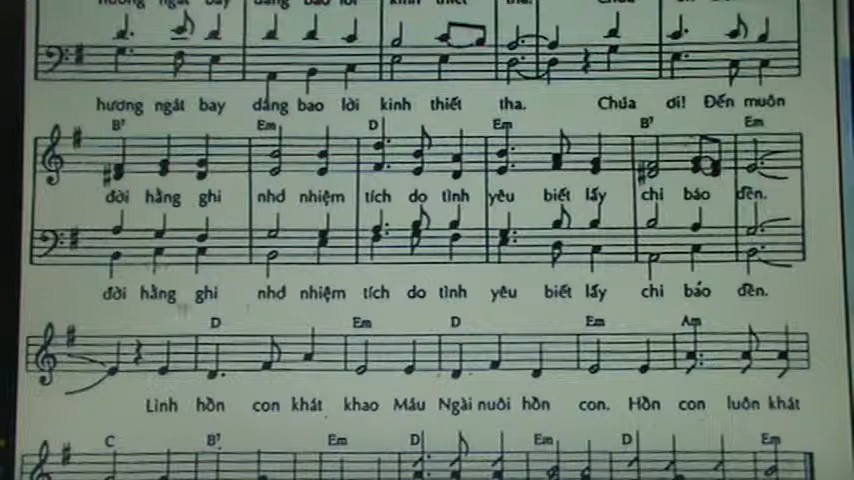 hương ngát bay dâng bao lời kinh thiết tha. Chúa ơi! Đến muôn
B7 Em D Em B7 Em
đời hằng ghi nhớ nhiệm tích do tình yêu biết lấy chi báo đền.
đời hằng ghi nhớ nhiệm tích do tình yêu biết lấy chi báo đền.
D Em D Em Am
Linh hồn con khát khao Máu Ngài nuôi hồn con. Hồn con luôn khát
C B7 Em D Em D Em